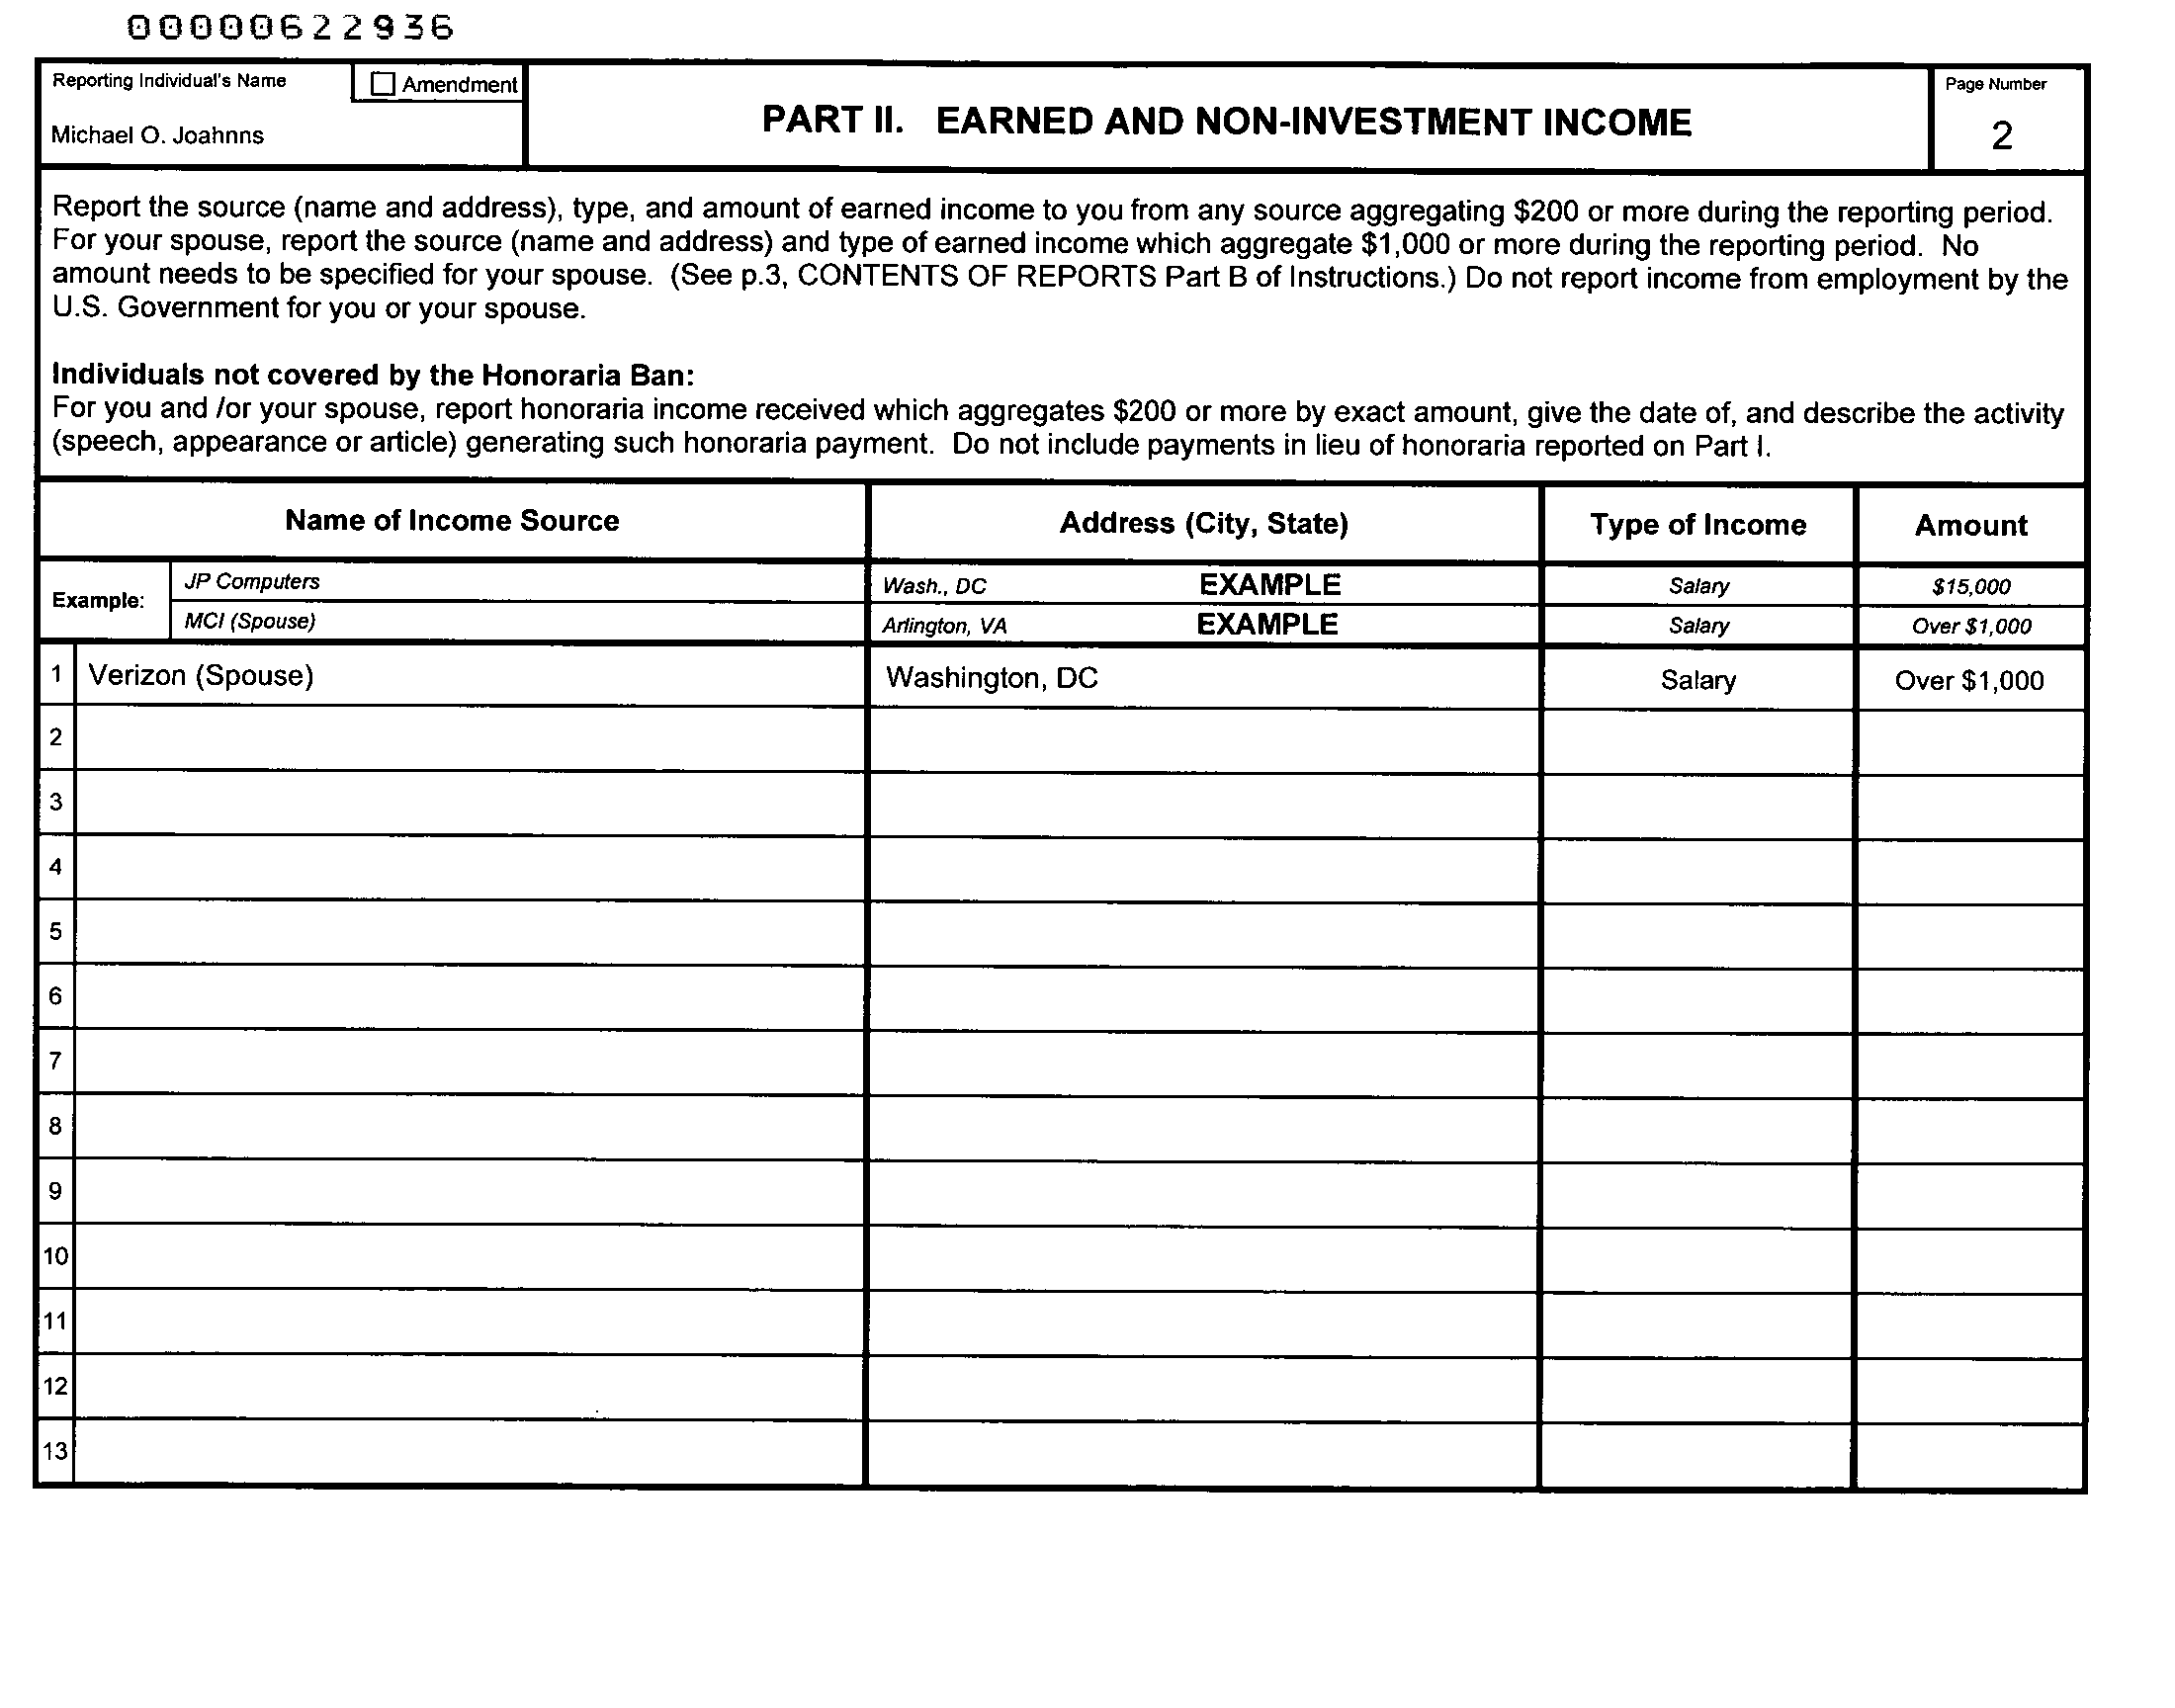 00000622936
Reporting Individual's Name
Amendment
Michael O. Joahnns
PART II. EARNED AND NON-INVESTMENT INCOME
Page Number
2
Report the source (name and address), type, and amount of earned income to you from any source aggregating $200 or more during the reporting period.
For your spouse, report the source (name and address) and type of earned income which aggregate $1,000 or more during the reporting period. No
amount needs to be specified for your spouse. (See p.3, CONTENTS OF REPORTS Part B of Instructions.) Do not report income from employment by the
U.S. Government for you or your spouse.
Individuals not covered by the Honoraria Ban:
For you and /or your spouse, report honoraria income received which aggregates $200 or more by exact amount, give the date of, and describe the activity
(speech, appearance or article) generating such honoraria payment. Do not include payments in lieu of honoraria reported on Part I.
Name of Income Source Address (City, State) Type of Income Amount
Example:
JP Computers Wash., DC EXAMPLE Salary $15,000
MCI (Spouse) Arlington, VA EXAMPLE Salary Over $1,000
1 Verizon (Spouse) Washington, DC Salary Over $1,000
2
3
4
5
6
7
8
9
10
11
12
13